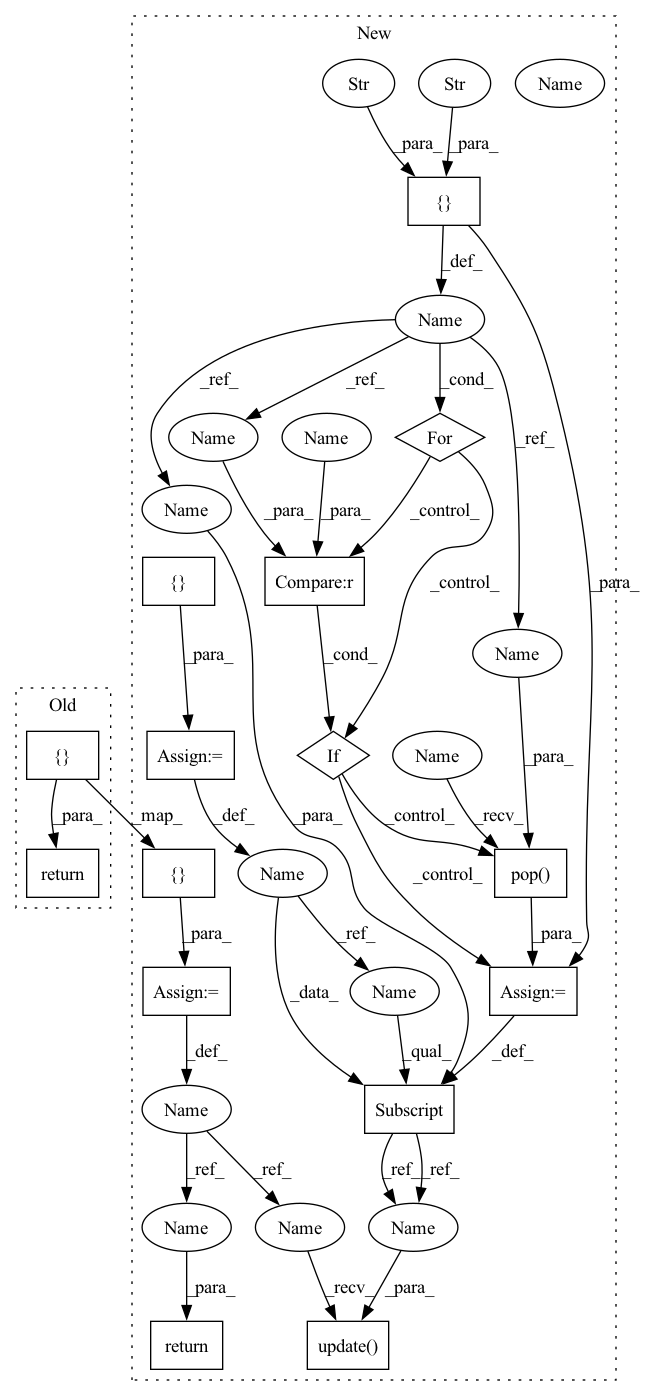 New
Str
Str
Name
_para_
_para_
{}
_def_
Name
_ref_
_ref_
_cond_
_ref_
Name
Name
For
Name
_para_
_para_
_control_
{}
Compare:r
_control_
_para_
Name
_para_
_cond_
Old
{}
Assign:=
If
Name
_para_
_para_
_map_
_def_
_para_
_control_
_recv_
return
{}
Name
_control_
pop()
_para_
_ref_
_para_
_data_
Assign:=
Name
Assign:=
_def_
_qual_
_def_
Name
Subscript
_ref_
_ref_
_ref_
_ref_
Name
Name
Name
_para_
_recv_
_para_
return
update()